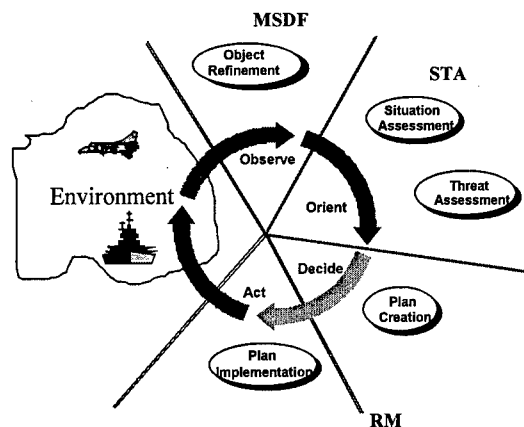 MSDF
Object
Refinement
STA
Situation
Assessment
Observe
Threat
Assessment
Environment
Orient
Decide
Act
Plan
Creation
Plan
Implementation
RM